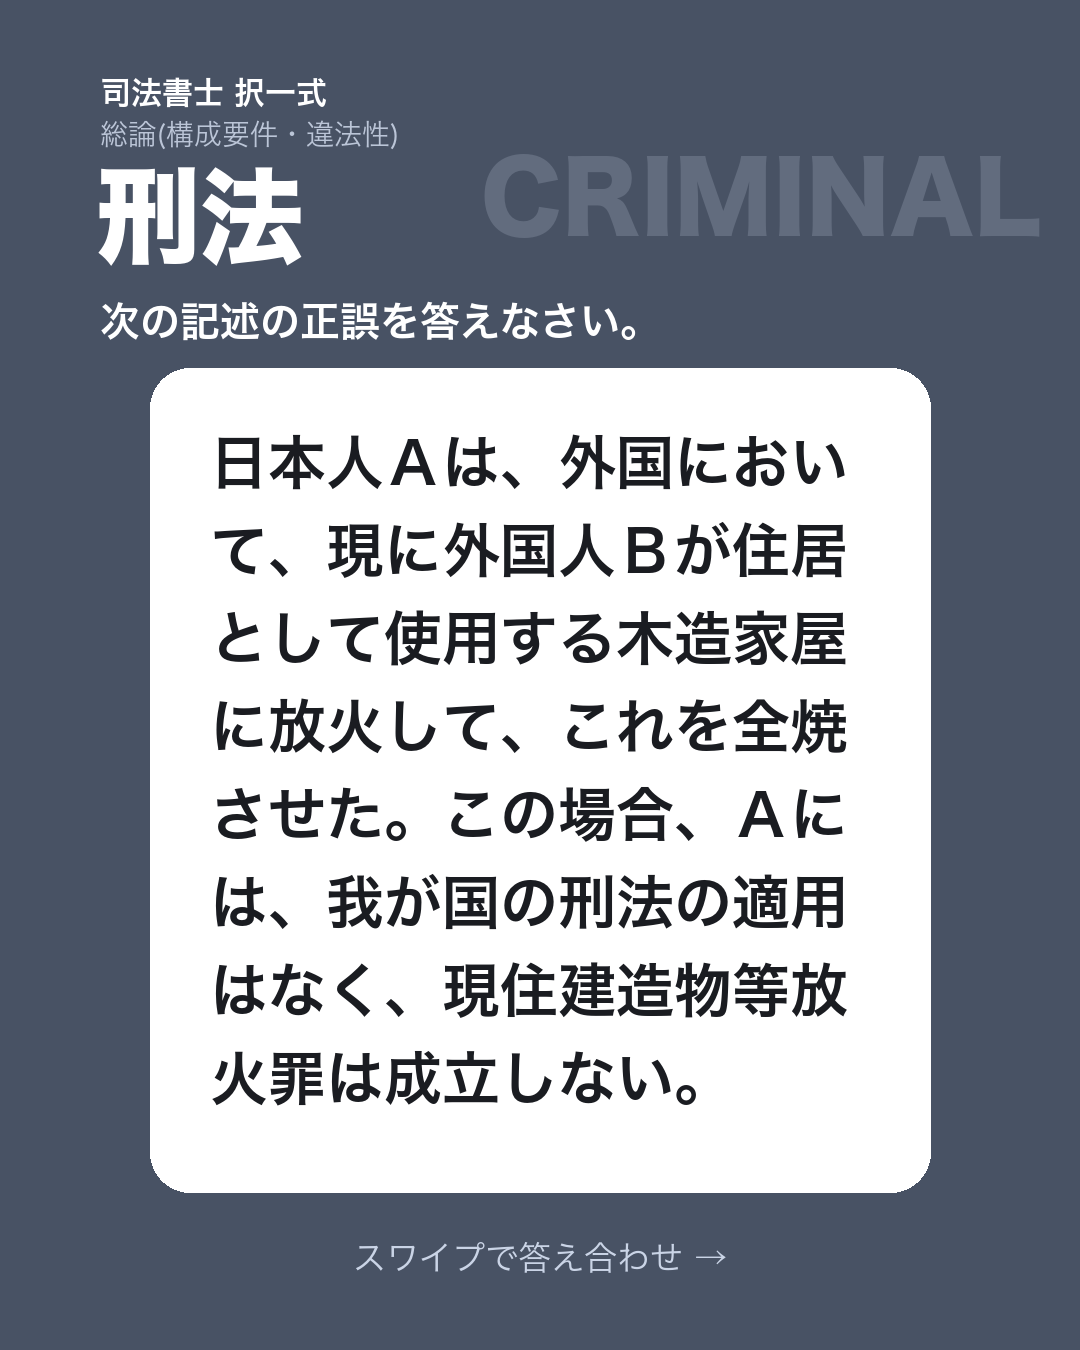 司法書士 択一式
総論(構成要件・違法性)
刑法
CRIMINAL
次の記述の正誤を答えなさい。
日本人Ａは、外国におい
て、現に外国人Ｂが住居
として使用する木造家屋
に放火して、これを全焼
させた。この場合、Ａに
は、我が国の刑法の適用
はなく、現住建造物等放
火罪は成立しない。
スワイプで答え合わせ →